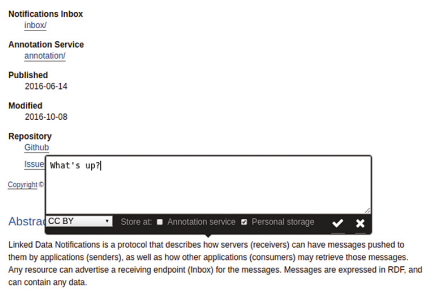 Notifications Inbox
inbox/
Annotation Service
annotation/
Published
2016-06-14
Modified
2016-10-08
Repository
Github
Issue
What's up?
Copyright ©
CC BY Store at: Annotation service Personal storage
Abstrac
Linked Data Notifications is a protocol that describes how servers (receivers) can have messages pushed to
them by applications (senders), as well as how other applications (consumers) may retrieve those messages.
Any resource can advertise a receiving endpoint (Inbox) for the messages. Messages are expressed in RDF, and
can contain any data.